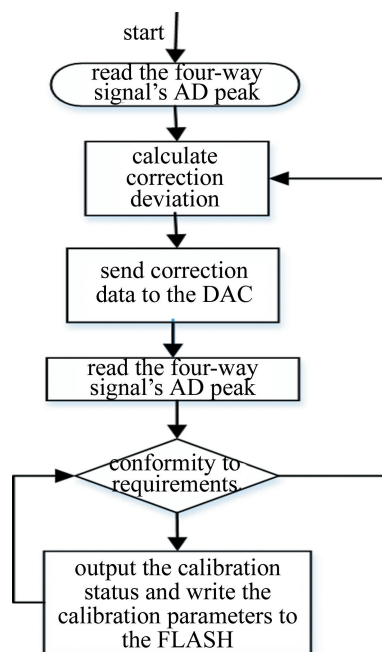 start
read the four-way
signal's AD peak
calculate
correction
deviation
send correction
data to the DAC
read the four-way
signal's AD peak
conformity to
requirements.
output the calibration
status and write the
calibration parameters to
the FLASH